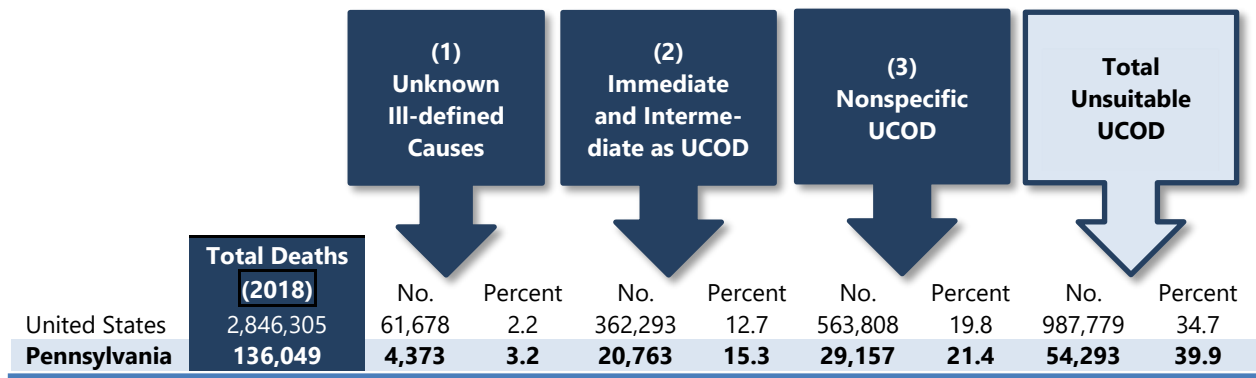 (1)
Unknown
Ill-defined
Causes
(2)
Immediate
and Interme-
diate as UCOD
(3)
Nonspecific
UCOD
Total
Unsuitable
UCOD
Total Deaths
(2018) No. Percent No. Percent No. Percent No. Percent
United States 2,846,305 61,678 2.2 362,293 12.7 563,808 19.8 987,779 34.7
Pennsylvania 136,049 4,373 3.2 20,763 15.3 29,157 21.4 54,293 39.9